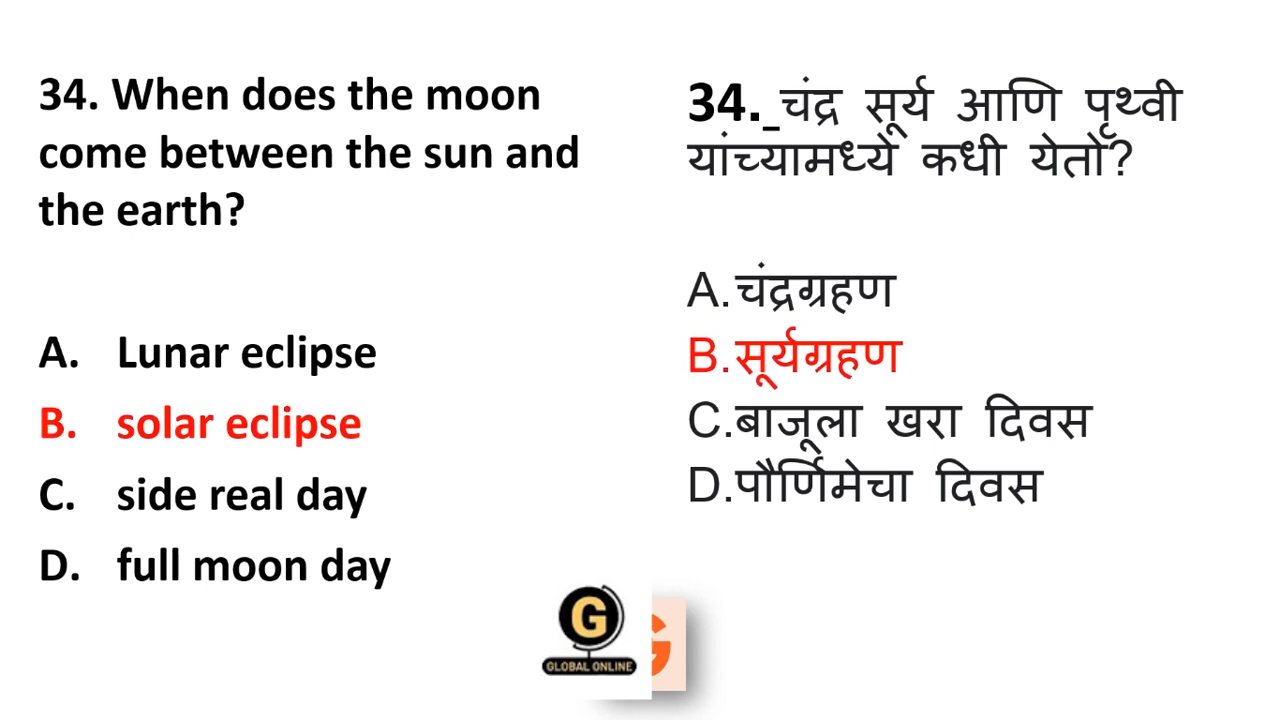 34. When does the moon
come between the sun and
the earth?
A. Lunar eclipse
B. solar eclipse
C. side real day
D. full moon day
34. चंद्र सूर्य आणि पृथ्वी
यांच्यामध्ये कधी येतो?
A.चंद्रग्रहण
B.सूर्यग्रहण
C.बाजूला खरा दिवस
D.पौर्णिमेचा दिवस
G
GLOBAL ONLINE
G